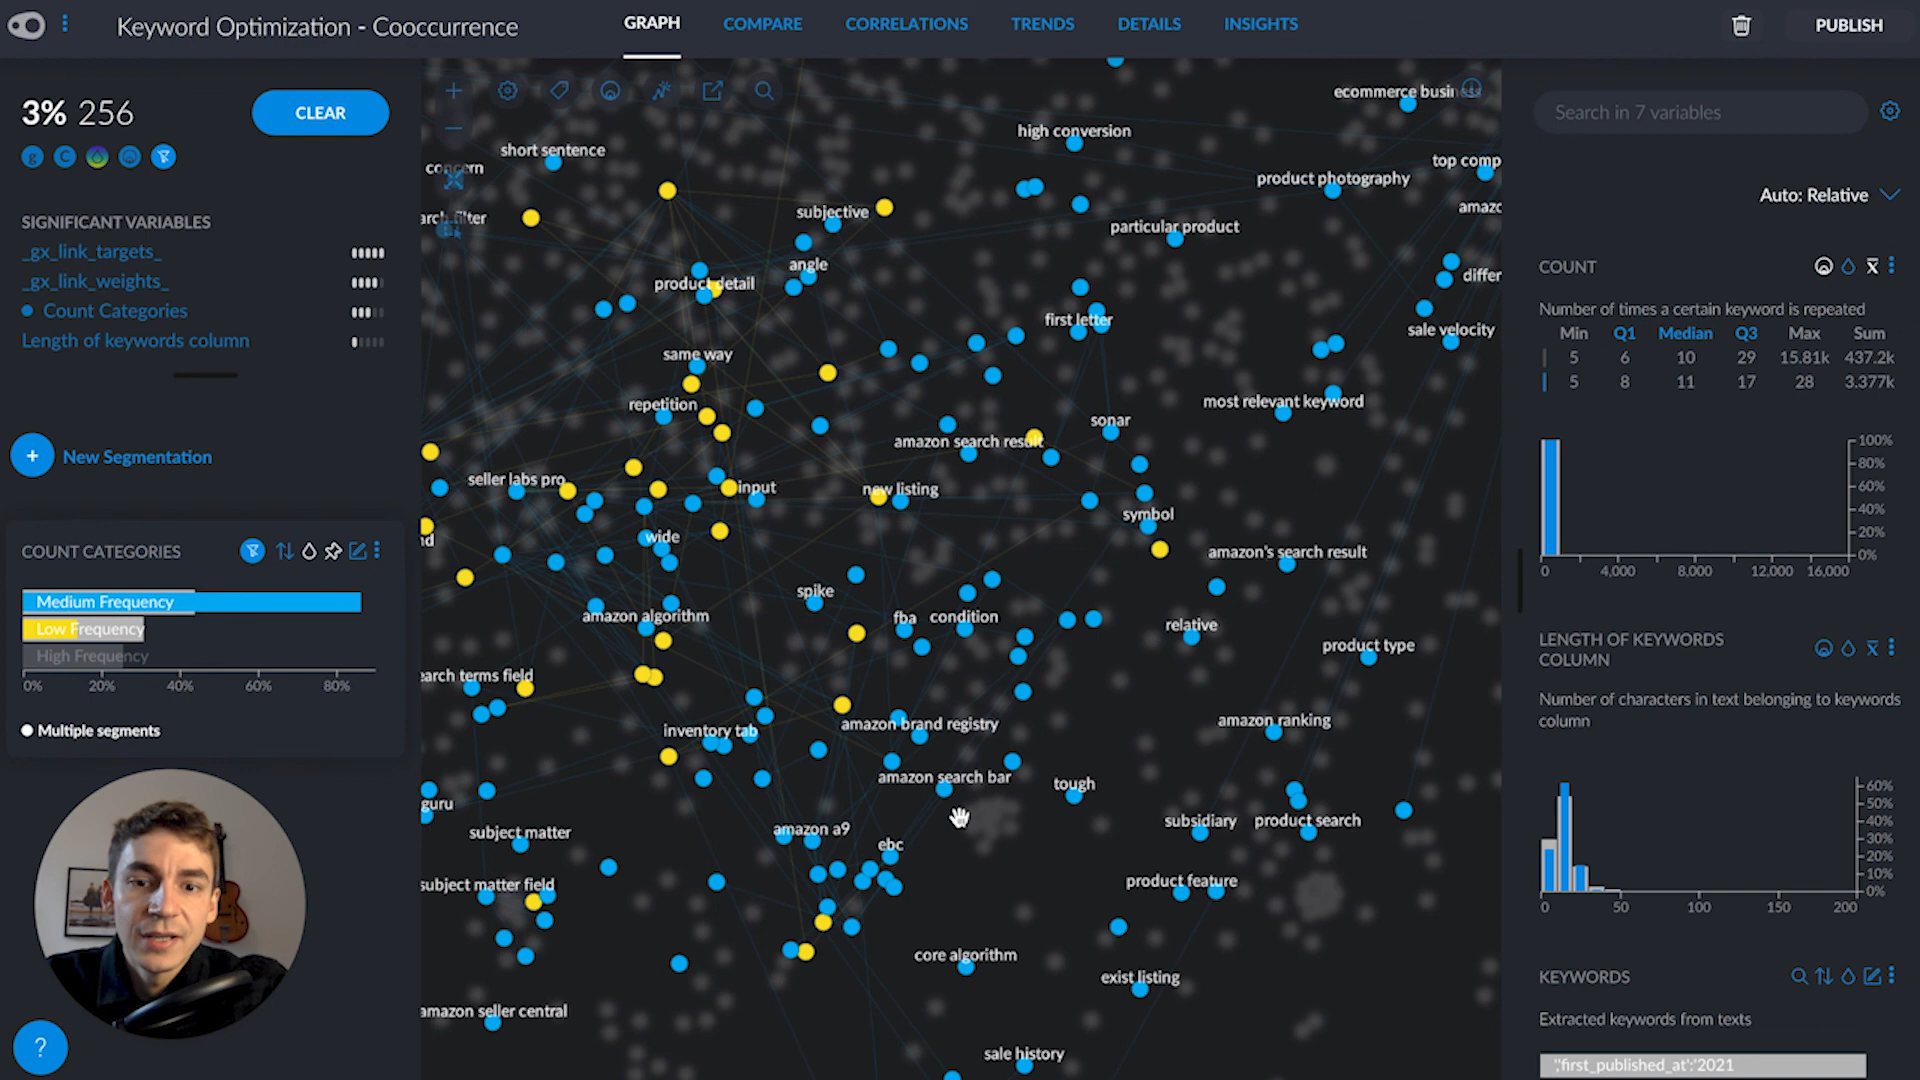 Keyword Optimization - Cooccurrence
GRAPH
COMPARE
CORRELATIONS
TRENDS
DETAILS
INSIGHTS
PUBLISH
3% 256
CLEAR
g
C
SIGNIFICANT VARIABLES
_gx_link_targets_
_gx_link_weights_
Count Categories
Length of keywords column
+ New Segmentation
COUNT CATEGORIES
Medium Frequency
Low Frequency
High Frequency
0% 20% 40% 60% 80%
Multiple segments
?
ecommerce business
high conversion
short sentence
concern
top comp
product photography
amazo
arch filter
subjective
particular product
angle
differ
product detail
first letter
sale velocity
same way
most relevant keyword
repetition
sonar
amazon search result
seller labs pro
input
new listing
symbol
wide
nd
amazon's search result
spike
amazon algorithm
fba
condition
relative
product type
earch terms field
amazon ranking
amazon brand registry
inventory tab
amazon search bar
tough
guru
subsidiary
product search
amazon a9
subject matter
ebc
product feature
subject matter field
core algorithm
exist listing
amazon seller central
sale history
Search in 7 variables
Auto: Relative
COUNT
Number of times a certain keyword is repeated
Min Q1 Median Q3 Max Sum
5 6 10 29 15.81k 437.2k
5 8 11 17 28 3.377k
100%
80%
60%
40%
20%
0%
0 4,000 8,000 12,000 16,000
LENGTH OF KEYWORDS
COLUMN
Number of characters in text belonging to keywords
column
60%
50%
40%
30%
20%
10%
0%
0 50 100 150 200
KEYWORDS
Extracted keywords from texts
','first_published_at':'2021